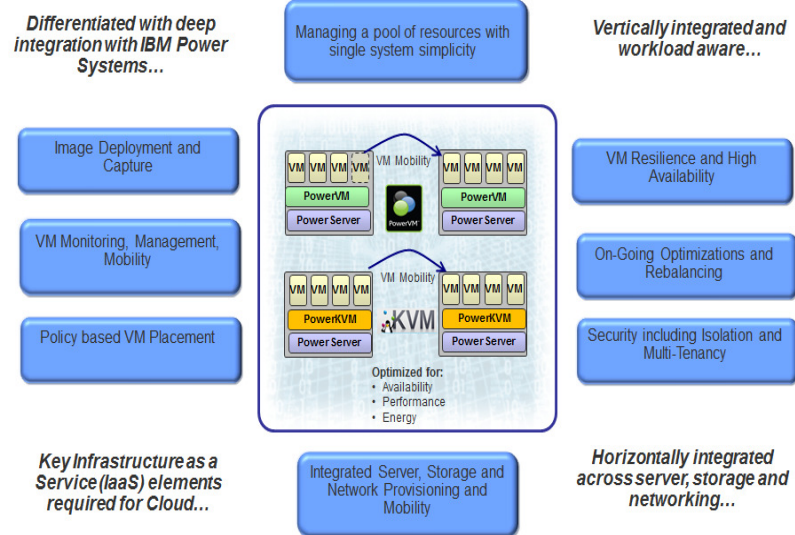 Differentiated with deep
integration with IBM Power
Systems…
Managing a pool of resources with
single system simplicity
Vertically integrated and
workload aware…
Image Deployment and
Capture
VM Monitoring, Management,
Mobility
Policy based VM Placement
VM VM VM VM
PowerVM
Power Server
VM Mobility
PowerVM™
VM VM VM VM
PowerVM
Power Server
VM VM VM VM
PowerKVM
Power Server
VM Mobility
KVM
VM VM VM VM
PowerKVM
Power Server
Optimized for:
• Availability
• Performance
• Energy
VM Resilience and High
Availability
On-Going Optimizations and
Rebalancing
Security including Isolation and
Multi-Tenancy
Key Infrastructure as a
Service (IaaS) elements
required for Cloud…
Integrated Server, Storage and
Network Provisioning and
Mobility
Horizontally integrated
across server, storage and
networking…